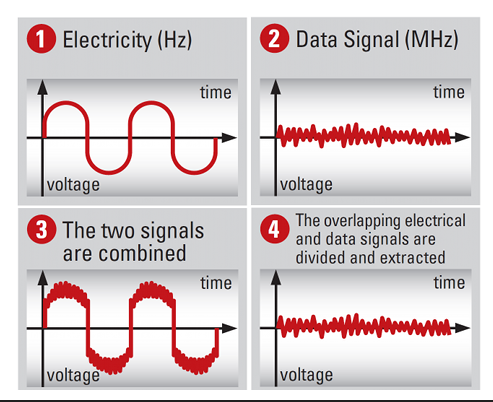 1 Electricity (Hz)
time
voltage
2 Data Signal (MHz)
time
voltage
3 The two signals
are combined
time
voltage
4 The overlapping electrical
and data signals are
divided and extracted
time
voltage